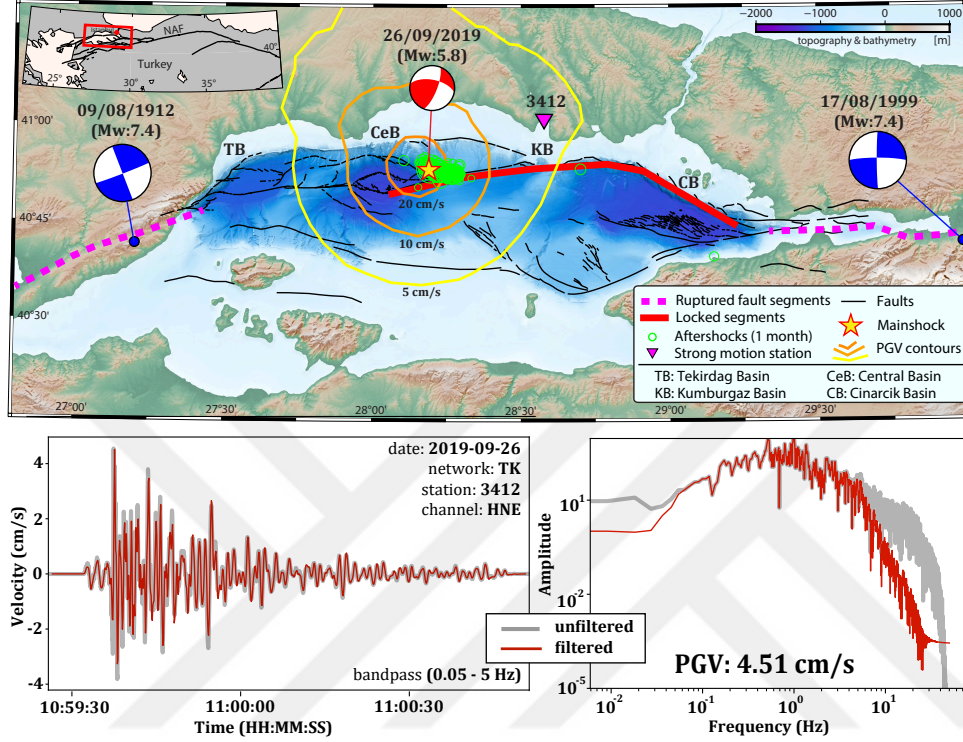 NAF
Turkey
40°
25°
30°
35°
−2000
−1000
0
1000
topography & bathymetry
[m]
26/09/2019
(Mw:5.8)
09/08/1912
(Mw:7.4)
17/08/1999
(Mw:7.4)
3412
41°00'
40°45'
40°30'
TB
CeB
KB
CB
20 cm/s
10 cm/s
5 cm/s
27°00'
27°30'
28°00'
28°30'
29°00'
29°30'
Ruptured fault segments
Locked segments
Aftershocks (1 month)
Strong motion station
Faults
Mainshock
PGV contours
TB: Tekirdag Basin
CeB: Central Basin
KB: Kumburgaz Basin
CB: Cinarcik Basin
Velocity (cm/s)
4
2
0
-2
-4
date: 2019-09-26
network: TK
station: 3412
channel: HNE
bandpass (0.05 - 5 Hz)
10:59:30
11:00:00
11:00:30
Time (HH:MM:SS)
unfiltered
filtered
Amplitude
10¹
10⁻²
10⁻⁵
PGV: 4.51 cm/s
10⁻²
10⁻¹
10⁰
10¹
Frequency (Hz)